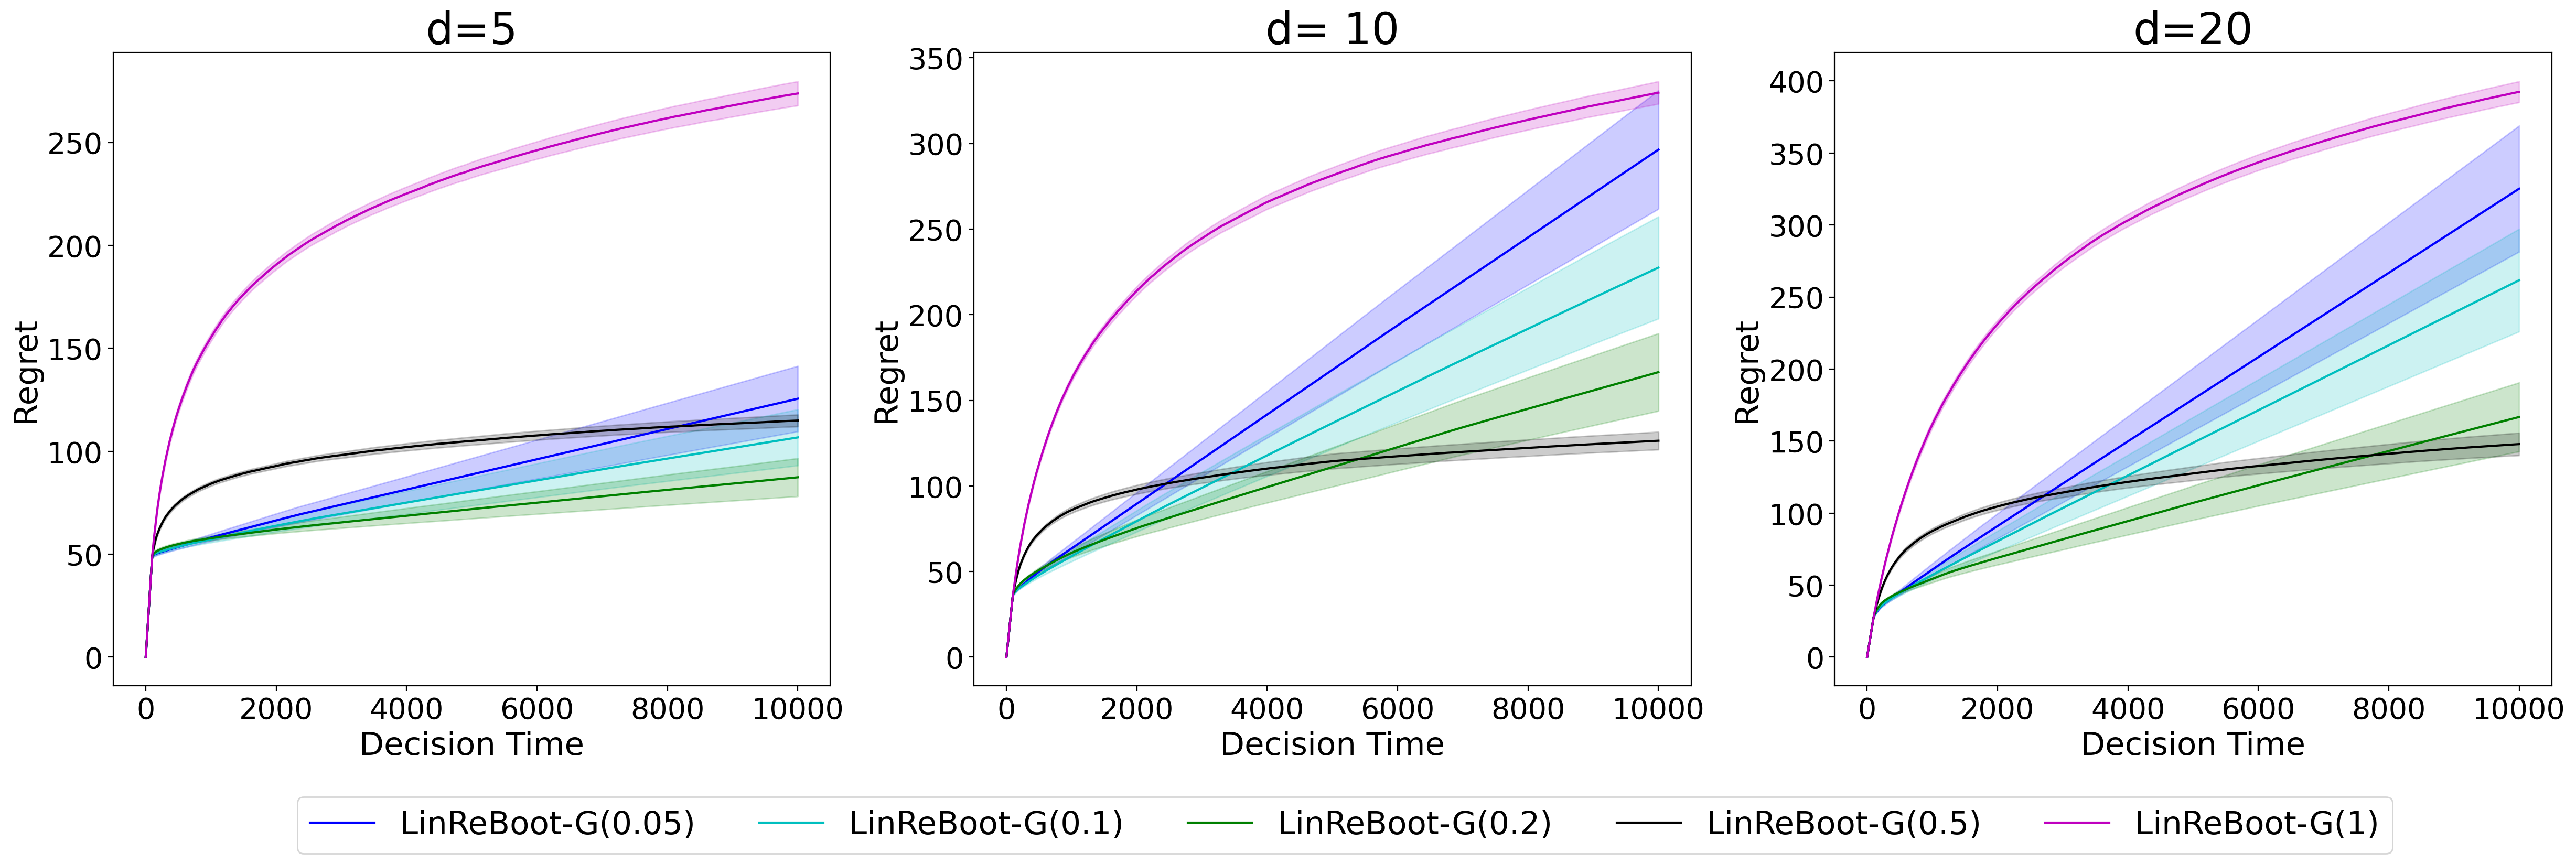 d=5
250
200
150
100
50
0
Regret
0 2000 4000 6000 8000 10000
Decision Time
d= 10
350
300
250
200
150
100
50
0
Regret
0 2000 4000 6000 8000 10000
Decision Time
d=20
400
350
300
250
200
150
100
50
0
Regret
0 2000 4000 6000 8000 10000
Decision Time
LinReBoot-G(0.05) LinReBoot-G(0.1) LinReBoot-G(0.2) LinReBoot-G(0.5) LinReBoot-G(1)